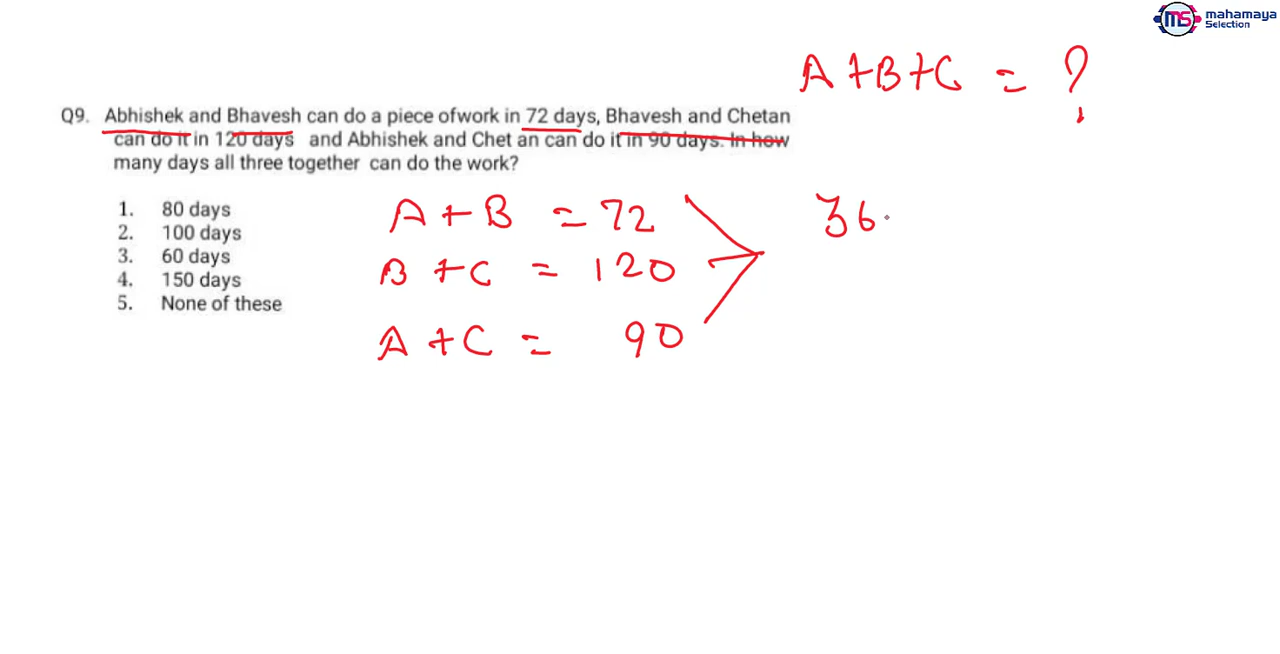 mahamaya
Selection
A+B+C = ?
Q9. Abhishek and Bhavesh can do a piece ofwork in 72 days, Bhavesh and Chetan
can do it in 120 days and Abhishek and Chet an can do it in 90 days. In how
many days all three together can do the work?
1. 80 days
2. 100 days
3. 60 days
4. 150 days
5. None of these
A + B = 72
B + C = 120
A + C = 90
36